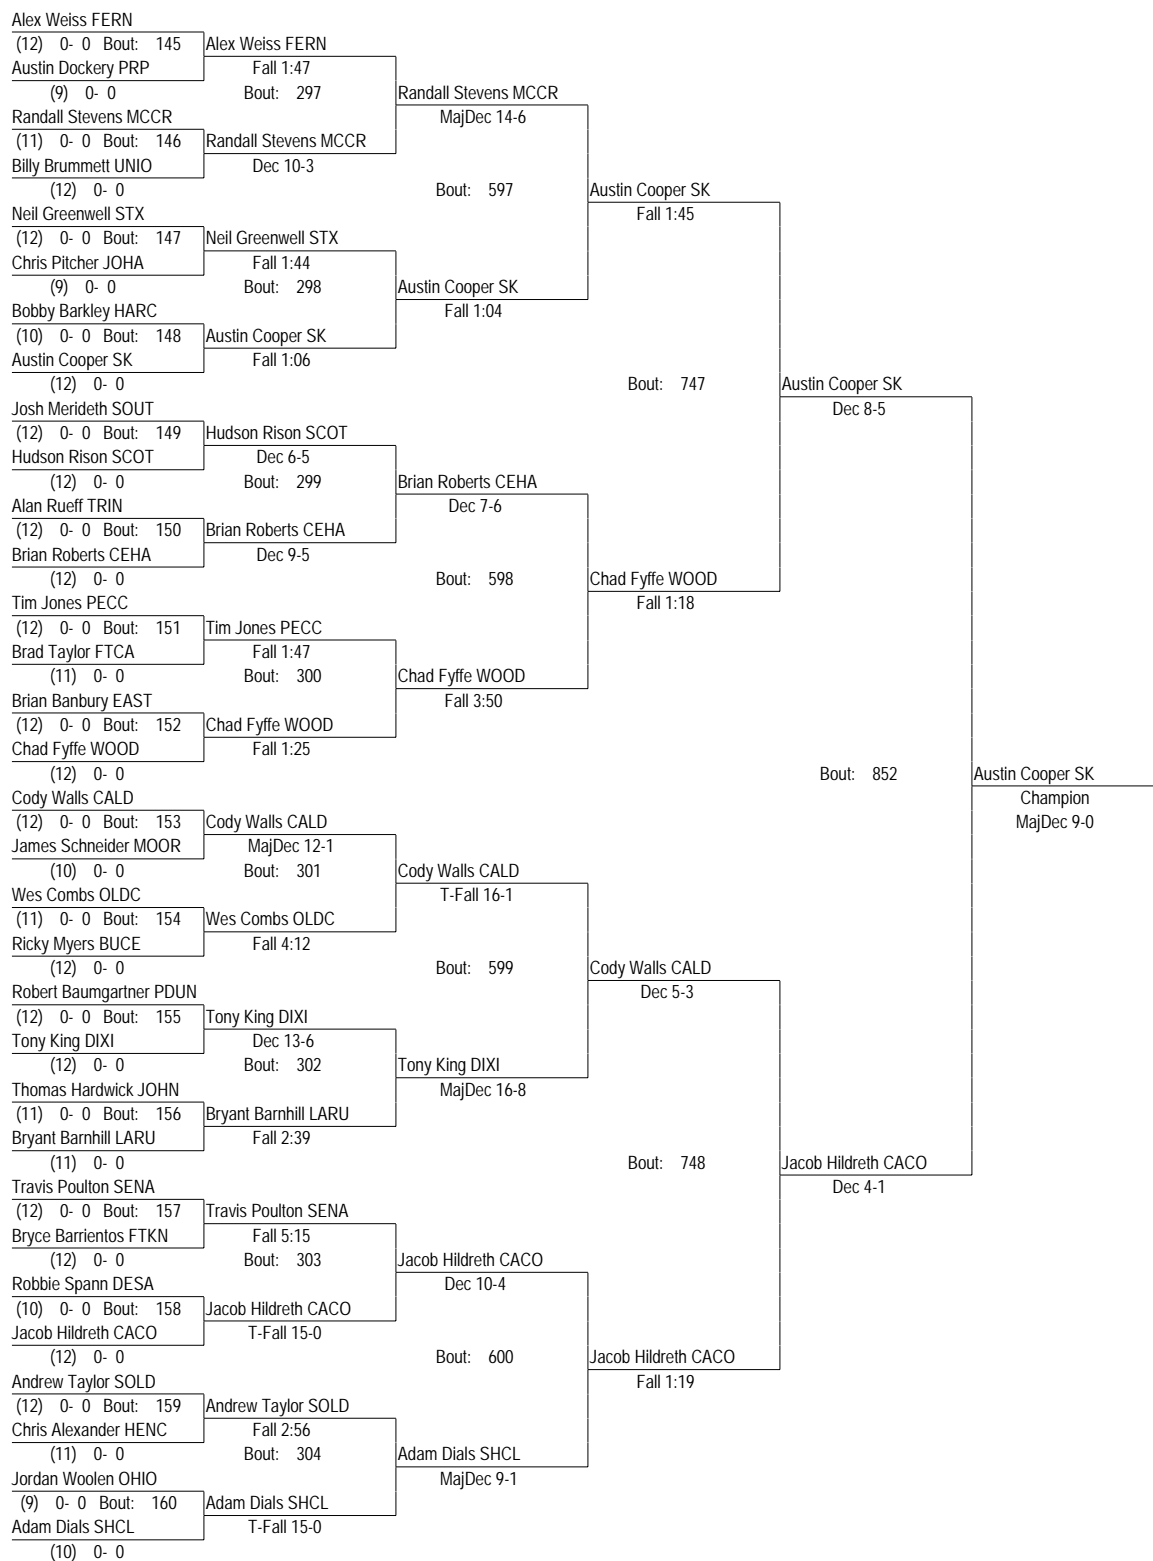 Alex Weiss FERN
(12) 0- 0 Bout: 145 Alex Weiss FERN
Austin Dockery PRP Fall 1:47
(9) 0- 0 Bout: 297 Randall Stevens MCCR
Randall Stevens MCCR MajDec 14-6
(11) 0- 0 Bout: 146 Randall Stevens MCCR
Billy Brummett UNIO Dec 10-3
(12) 0- 0 Bout: 597 Austin Cooper SK
Neil Greenwell STX Fall 1:45
(12) 0- 0 Bout: 147 Neil Greenwell STX
Chris Pitcher JOHA Fall 1:44
(9) 0- 0 Bout: 298 Austin Cooper SK
Bobby Barkley HARC Fall 1:04
(10) 0- 0 Bout: 148 Austin Cooper SK
Austin Cooper SK Fall 1:06
(12) 0- 0 Bout: 747 Austin Cooper SK
Josh Merideth SOUT Dec 8-5
(12) 0- 0 Bout: 149 Hudson Rison SCOT
Hudson Rison SCOT Dec 6-5
(12) 0- 0 Bout: 299 Brian Roberts CEHA
Alan Rueff TRIN Dec 7-6
(12) 0- 0 Bout: 150 Brian Roberts CEHA
Brian Roberts CEHA Dec 9-5
(12) 0- 0 Bout: 598 Chad Fyffe WOOD
Tim Jones PECC Fall 1:18
(12) 0- 0 Bout: 151 Tim Jones PECC
Brad Taylor FTCA Fall 1:47
(11) 0- 0 Bout: 300 Chad Fyffe WOOD
Brian Banbury EAST Fall 3:50
(12) 0- 0 Bout: 152 Chad Fyffe WOOD
Chad Fyffe WOOD Fall 1:25
(12) 0- 0 Bout: 852 Austin Cooper SK
Cody Walls CALD Champion
(12) 0- 0 Bout: 153 Cody Walls CALD MajDec 9-0
James Schneider MOOR MajDec 12-1
(10) 0- 0 Bout: 301 Cody Walls CALD
Wes Combs OLDC T-Fall 16-1
(11) 0- 0 Bout: 154 Wes Combs OLDC
Ricky Myers BUCE Fall 4:12
(12) 0- 0 Bout: 599 Cody Walls CALD
Robert Baumgartner PDUN Dec 5-3
(12) 0- 0 Bout: 155 Tony King DIXI
Tony King DIXI Dec 13-6
(12) 0- 0 Bout: 302 Tony King DIXI
Thomas Hardwick JOHN MajDec 16-8
(11) 0- 0 Bout: 156 Bryant Barnhill LARU
Bryant Barnhill LARU Fall 2:39
(11) 0- 0 Bout: 748 Jacob Hildreth CACO
Travis Poulton SENA Dec 4-1
(12) 0- 0 Bout: 157 Travis Poulton SENA
Bryce Barrientos FTKN Fall 5:15
(12) 0- 0 Bout: 303 Jacob Hildreth CACO
Robbie Spann DESA Dec 10-4
(10) 0- 0 Bout: 158 Jacob Hildreth CACO
Jacob Hildreth CACO T-Fall 15-0
(12) 0- 0 Bout: 600 Jacob Hildreth CACO
Andrew Taylor SOLD Fall 1:19
(12) 0- 0 Bout: 159 Andrew Taylor SOLD
Chris Alexander HENC Fall 2:56
(11) 0- 0 Bout: 304 Adam Dials SHCL
Jordan Woolen OHIO MajDec 9-1
(9) 0- 0 Bout: 160 Adam Dials SHCL
Adam Dials SHCL T-Fall 15-0
(10) 0- 0